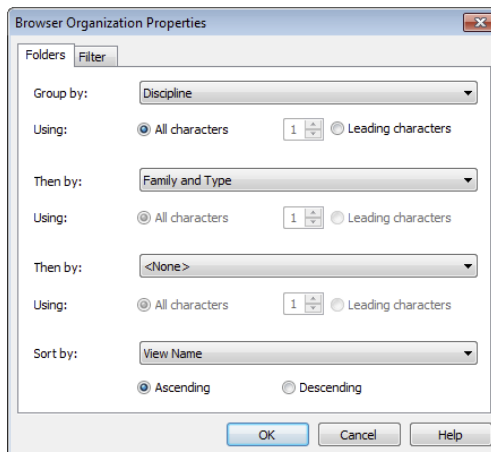 Browser Organization Properties
Folders Filter
Group by: Discipline
Using: All characters 1 Leading characters
Then by: Family and Type
Using: All characters 1 Leading characters
Then by: <None>
Using: All characters 1 Leading characters
Sort by: View Name
Ascending Descending
OK Cancel Help